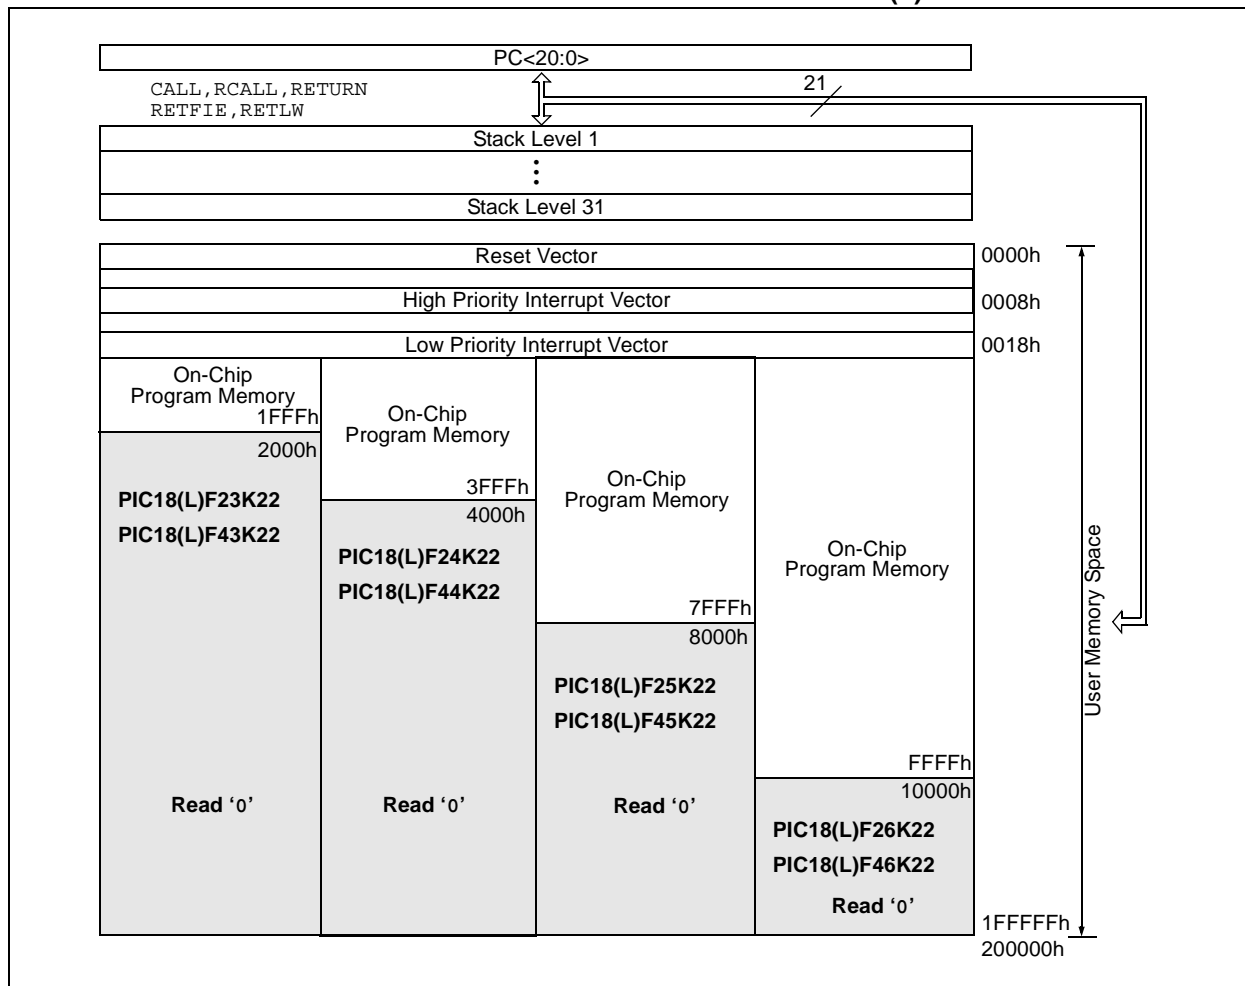 PC<20:0>
CALL,RCALL,RETURN
RETFIE,RETLW
21
Stack Level 1
Stack Level 31
Reset Vector
0000h
High Priority Interrupt Vector
0008h
Low Priority Interrupt Vector
0018h
On-Chip
Program Memory
1FFFh
2000h
PIC18(L)F23K22
PIC18(L)F43K22
Read ‘0’
On-Chip
Program Memory
3FFFh
4000h
PIC18(L)F24K22
PIC18(L)F44K22
Read ‘0’
On-Chip
Program Memory
7FFFh
8000h
PIC18(L)F25K22
PIC18(L)F45K22
Read ‘0’
On-Chip
Program Memory
FFFFh
10000h
PIC18(L)F26K22
PIC18(L)F46K22
Read ‘0’
1FFFFFh
200000h
User Memory Space